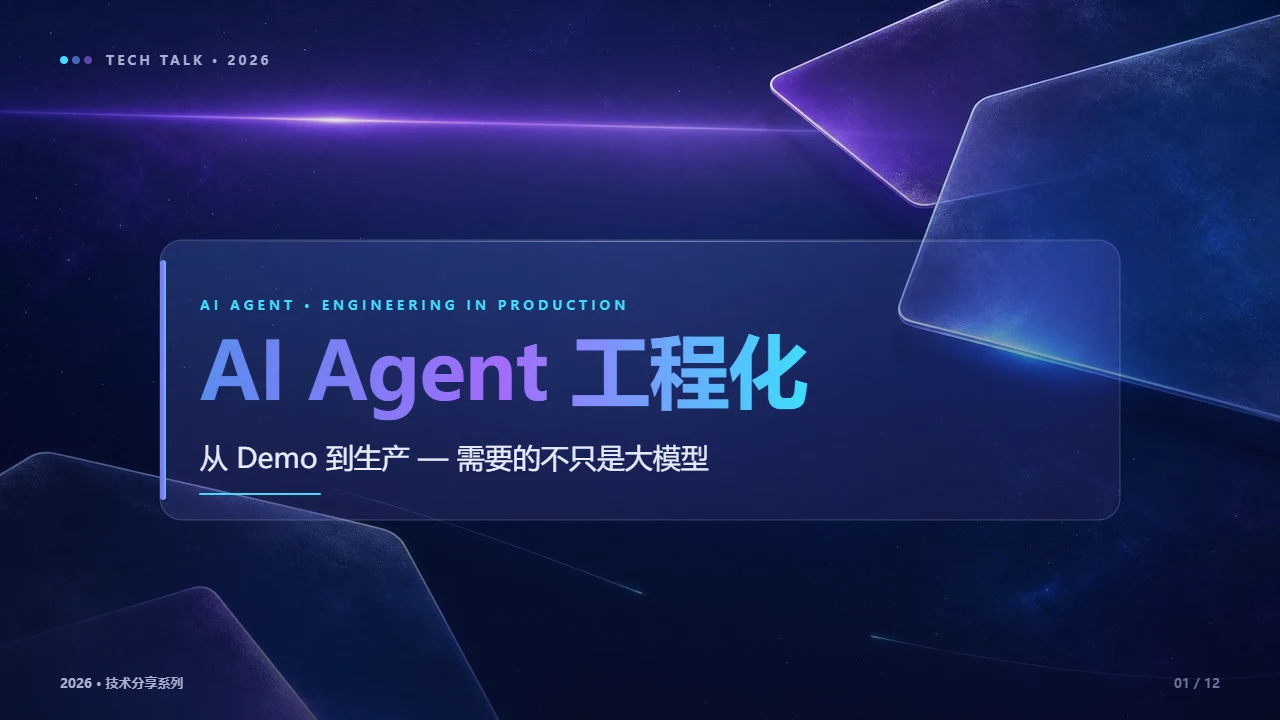 TECH TALK • 2026
AI AGENT • ENGINEERING IN PRODUCTION
AI Agent 工程化
从 Demo 到生产 — 需要的不只是大模型
2026 • 技术分享系列
01 / 12